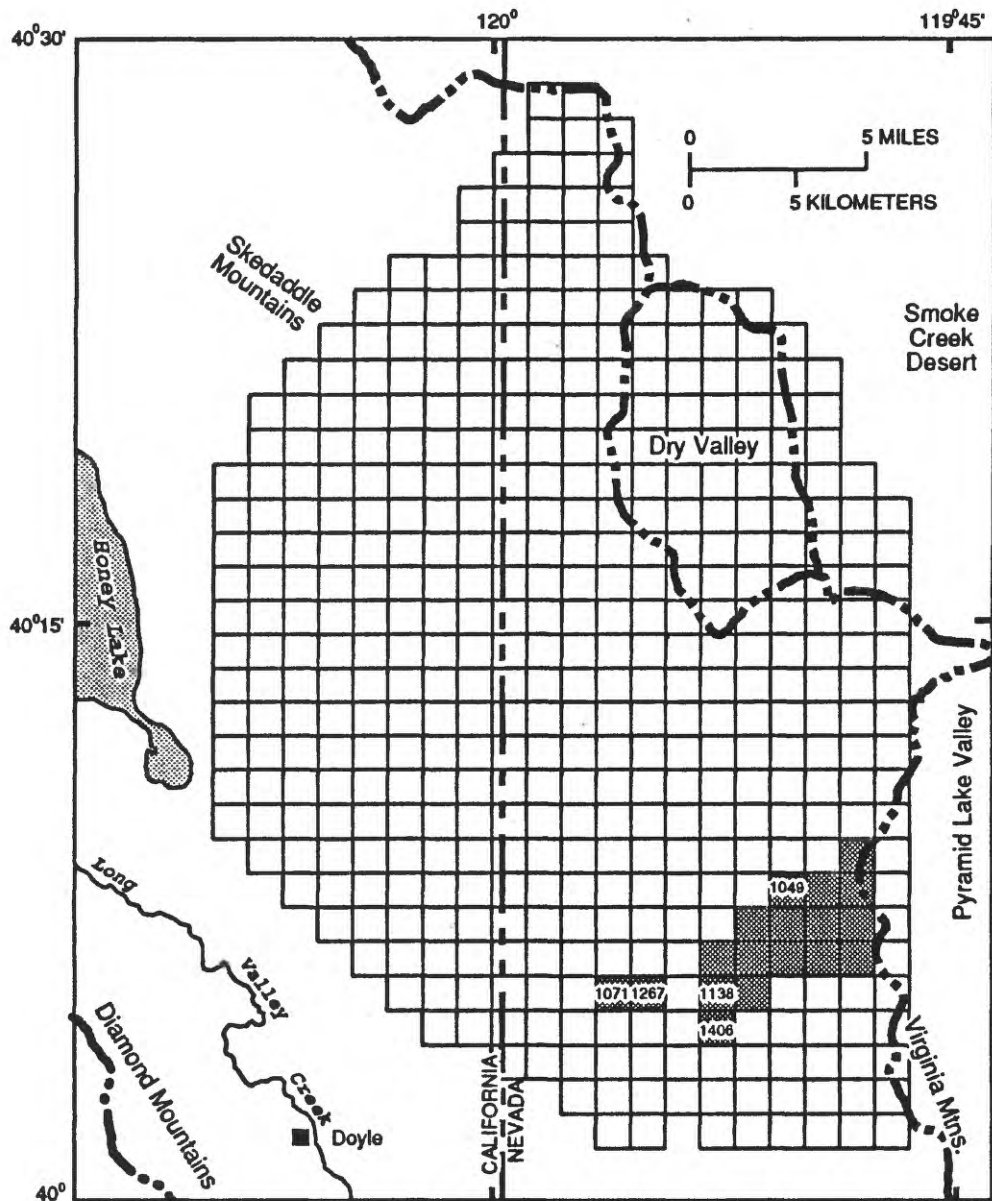 40°30'
120°
119°45'
0 5 MILES
0 5 KILOMETERS
Skedaddle
Mountains
Smoke
Creek
Desert
Dry Valley
Honey Lake
40°15'
Pyramid Lake Valley
Long
Valley
Creek
1049
1071 1267
1138
1406
Diamond Mountains
Doyle
CALIFORNIA
NEVADA
Virginia Mtns.
40°